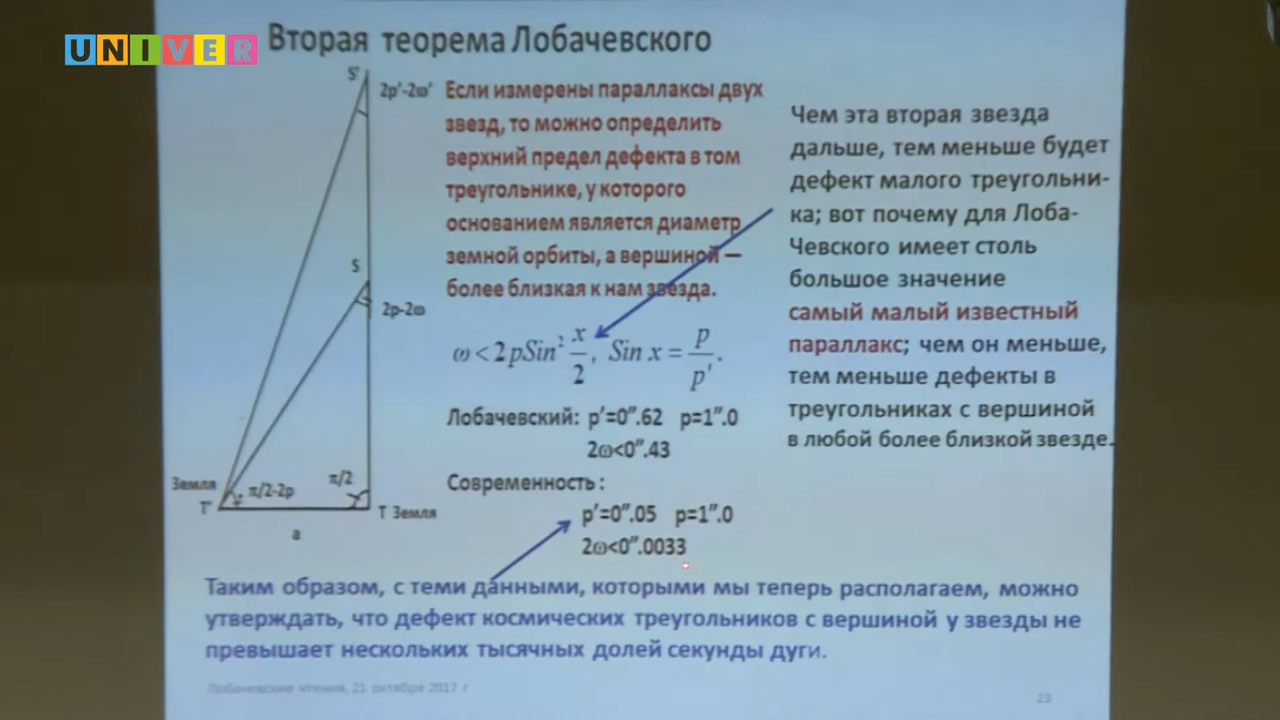 UNIVER
Вторая теорема Лобачевского
S'
2p'-2ω'
S
2p-2ω
Земля
T'
π/2-2p
π/2
T Земля
a
Если измерены параллаксы двух
звезд, то можно определить
верхний предел дефекта в том
треугольнике, у которого
основанием является диаметр
земной орбиты, а вершиной —
более близкая к нам звезда.
ω < 2pSin² x/2, Sin x = p/p'.
Лобачевский: p'=0".62 p=1".0
2ω<0".43
Современность:
p'=0".05 p=1".0
2ω<0".0033
Чем эта вторая звезда
дальше, тем меньше будет
дефект малого треугольни-
ка; вот почему для Лоба-
Чевского имеет столь
большое значение
самый малый известный
параллакс; чем он меньше,
тем меньше дефекты в
треугольниках с вершиной
в любой более близкой звезде.
Таким образом, с теми данными, которыми мы теперь располагаем, можно
утверждать, что дефект космических треугольников с вершиной у звезды не
превышает нескольких тысячных долей секунды дуги.
Лобачевские чтения, 21 октября 2017 г
23